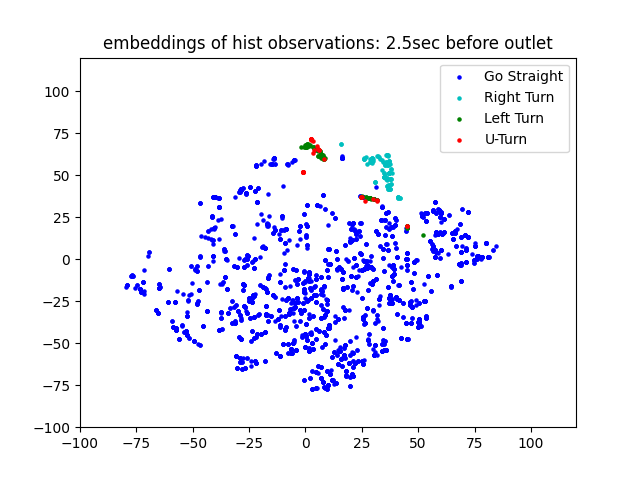 embeddings of hist observations: 2.5sec before outlet
Go Straight
Right Turn
Left Turn
U-Turn
100
75
50
25
0
−25
−50
−75
−100
−100 −75 −50 −25 0 25 50 75 100